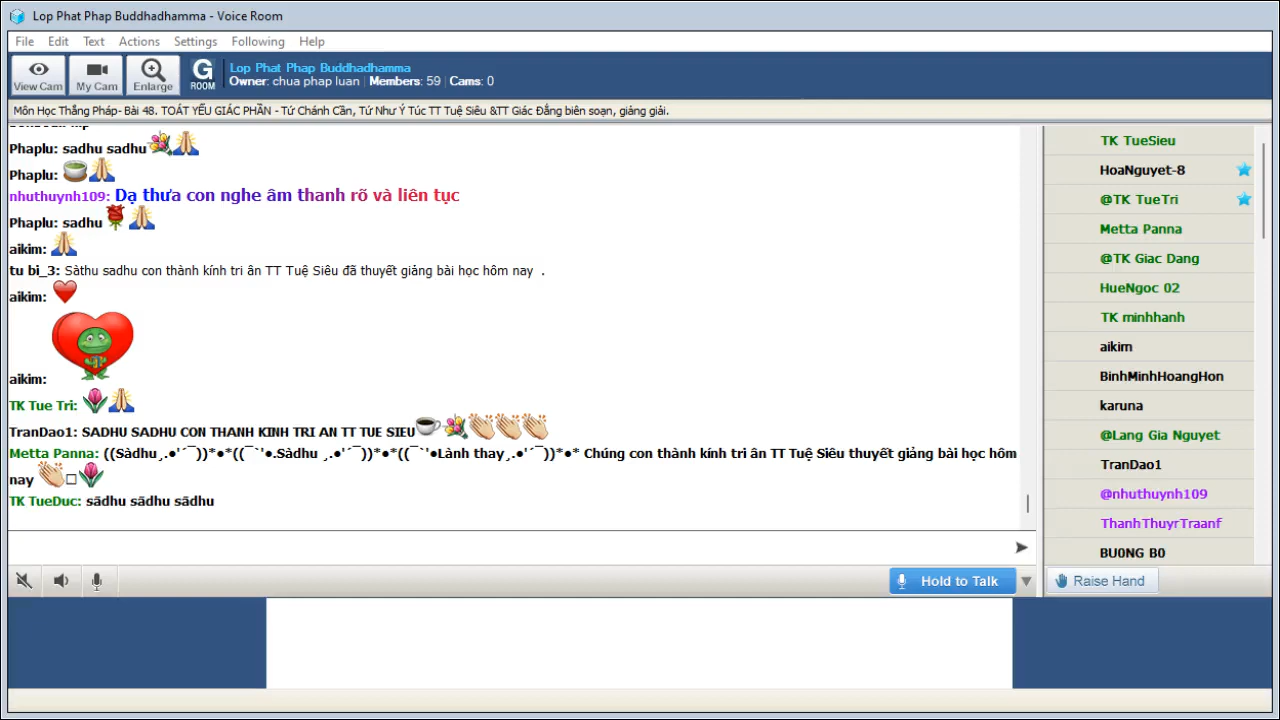 Lop Phat Phap Buddhadhamma - Voice Room
File Edit Text Actions Settings Following Help
View Cam My Cam Enlarge G ROOM
Lop Phat Phap Buddhadhamma
Owner: chua phap luan, Members: 59 Cams: 0
Môn Học Thắng Pháp- Bài 48. TOÁT YẾU GIÁC PHẦN - Tứ Chánh Cần, Tứ Như Ý Túc TT Tuệ Siêu &TT Giác Đẳng biên soạn, giảng giải.
Phaplu: sadhu sadhu
Phaplu:
nhuthuynh109: Dạ thưa con nghe âm thanh rõ và liên tục
Phaplu: sadhu
aikim:
tu bi_3: Sàthu sadhu con thành kính tri ân TT Tuệ Siêu đã thuyết giảng bài học hôm nay .
aikim:
aikim:
TK Tue Tri:
TranDao1: SADHU SADHU CON THANH KINH TRI AN TT TUE SIEU
Metta Panna: ((Sàdhu¸.•'´¯))*•*((¯`'•.Sàdhu ¸.•'´¯))*•*((¯`'•Lành thay¸.•'´¯))*•* Chúng con thành kính tri ân TT Tuệ Siêu thuyết giảng bài học hôm
nay
TK TueDuc: sādhu sādhu sādhu
Hold to Talk
TK TueSieu
HoaNguyet-8
@TK TueTri
Metta Panna
@TK Giac Dang
HueNgoc 02
TK minhhanh
aikim
BinhMinhHoangHon
karuna
@Lang Gia Nguyet
TranDao1
@nhuthuynh109
ThanhThuyrTraanf
BU0NG B0
Raise Hand